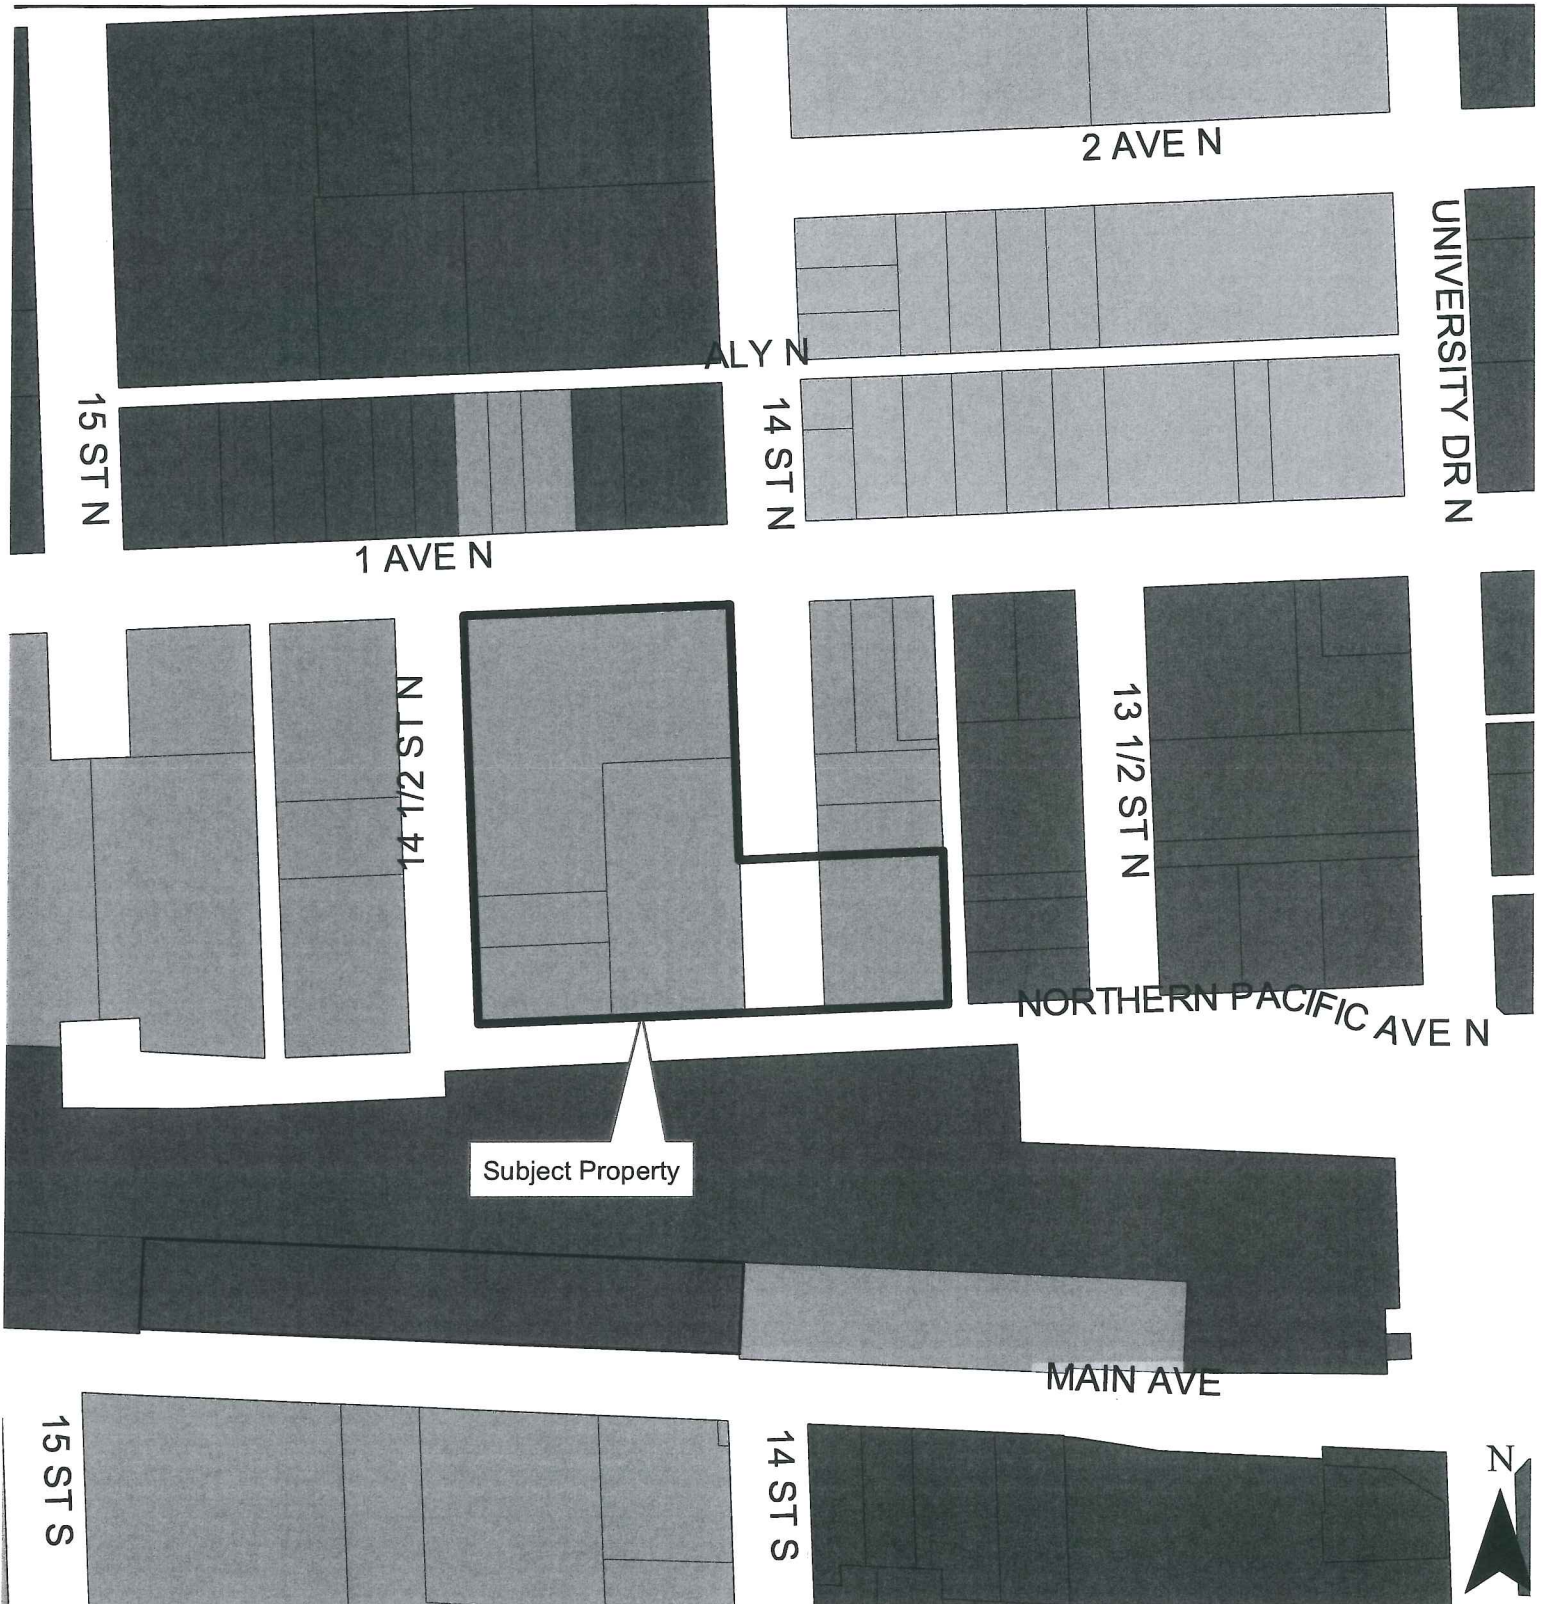 2 AVE N
UNIVERSITY DR N
ALY N
15 ST N
14 ST N
1 AVE N
14 1/2 ST N
13 1/2 ST N
NORTHERN PACIFIC AVE N
Subject Property
MAIN AVE
15 ST S
14 ST S
N